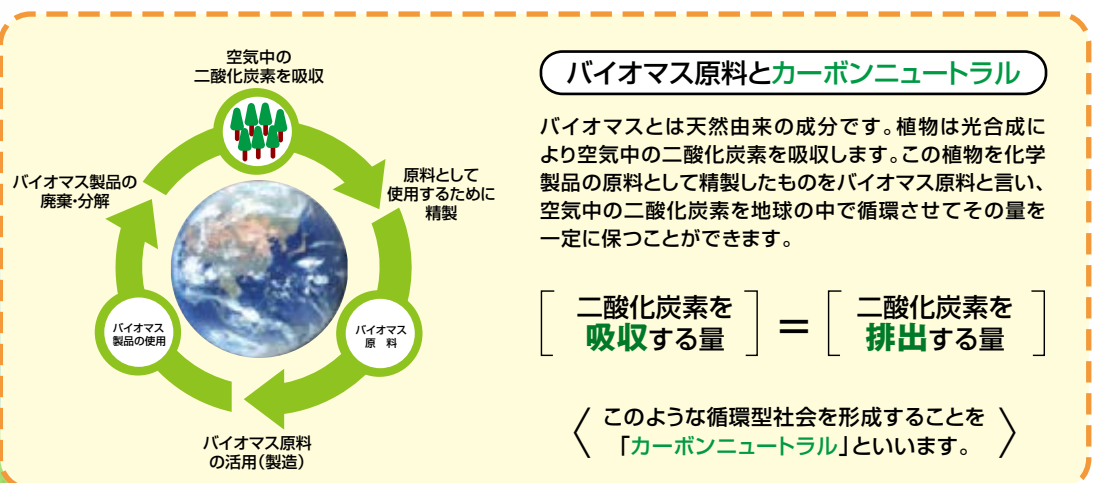 空気中の
二酸化炭素を吸収
原料として
使用するために
精製
バイオマス
原 料
バイオマス原料
の活用(製造)
バイオマス
製品の使用
バイオマス製品の
廃棄・分解
バイオマス原料とカーボンニュートラル
バイオマスとは天然由来の成分です。植物は光合成に
より空気中の二酸化炭素を吸収します。この植物を化学
製品の原料として精製したものをバイオマス原料と言い、
空気中の二酸化炭素を地球の中で循環させてその量を
一定に保つことができます。
二酸化炭素を
吸収する量
=
二酸化炭素を
排出する量
〈 このような循環型社会を形成することを
「カーボンニュートラル」といいます。 〉